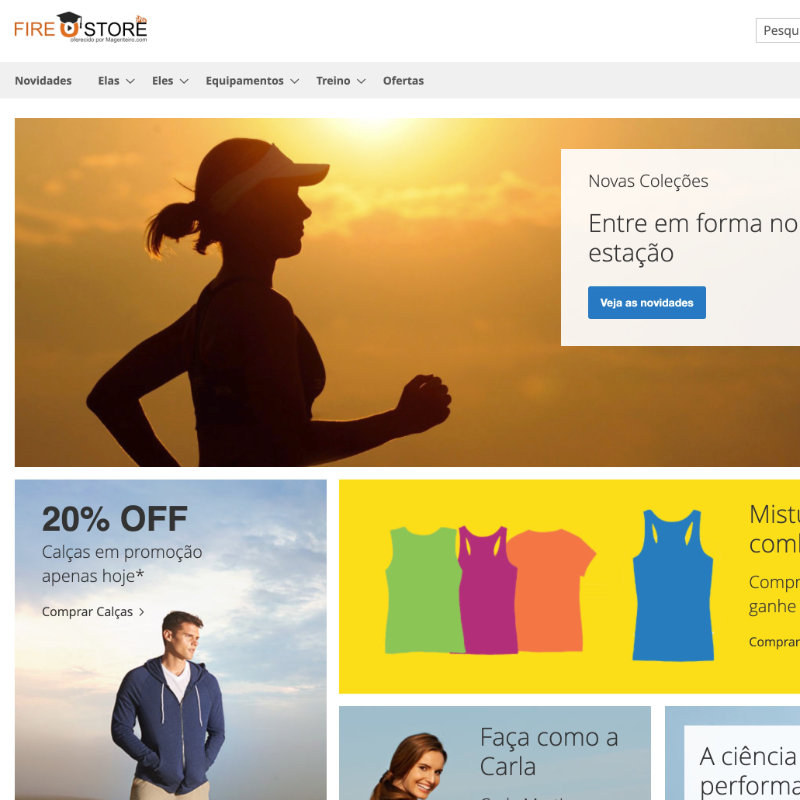 FIRE STORE
oferecido por Magenteiro.com
Pesqu
Novidades
Elas
Eles
Equipamentos
Treino
Ofertas
Novas Coleções
Entre em forma no
estação
Veja as novidades
20% OFF
Calças em promoção
apenas hoje*
Comprar Calças
Mistu
comb
Compr
ganhe
Comprar
Faça como a
Carla
A ciência
performa